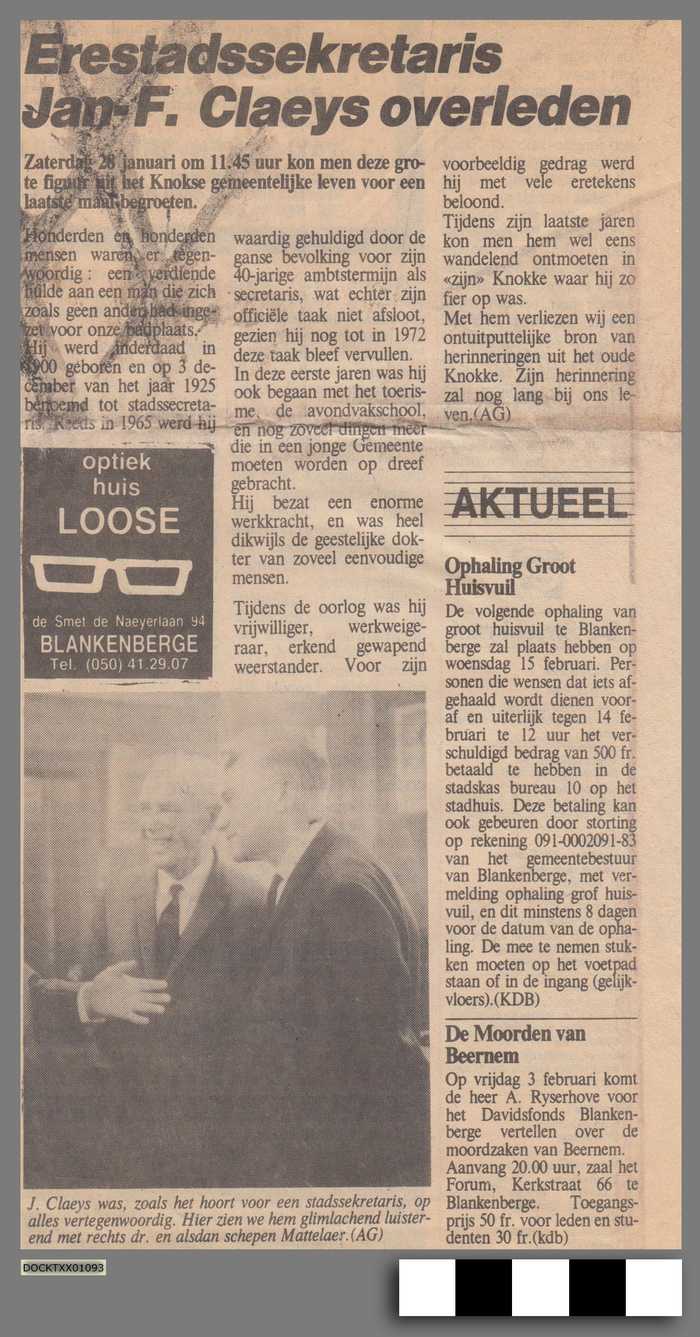 Erestadssekretaris
Jan-F. Claeys overleden
Zaterdag 28 januari om 11.45 uur kon men deze gro-
te figuur uit het Knokse gemeentelijke leven voor een
laatste maal begroeten.
Honderden en honderden
mensen waren er tegen-
woordig : een verdiende
hulde aan een man die zich
zoals geen ander had inge-
zet voor onze badplaats.
Hij werd inderdaad in
1900 geboren en op 3 de-
cember van het jaar 1925
benoemd tot stadssecreta-
ris. Reeds in 1965 werd hij
optiek
huis
LOOSE
de Smet de Naeyerlaan 94
BLANKENBERGE
Tel. (050) 41.29.07
waardig gehuldigd door de
ganse bevolking voor zijn
40-jarige ambtstermijn als
secretaris, wat echter zijn
officiële taak niet afsloot,
gezien hij nog tot in 1972
deze taak bleef vervullen.
In deze eerste jaren was hij
ook begaan met het toeris-
me, de avondvakschool,
en nog zoveel dingen meer
die in een jonge Gemeente
moeten worden op dreef
gebracht.
Hij bezat een enorme
werkkracht, en was heel
dikwijls de geestelijke dok-
ter van zoveel eenvoudige
mensen.
Tijdens de oorlog was hij
vrijwilliger, werkweige-
raar, erkend gewapend
weerstander. Voor zijn
voorbeeldig gedrag werd
hij met vele eretekens
beloond.
Tijdens zijn laatste jaren
kon men hem wel eens
wandelend ontmoeten in
«zijn» Knokke waar hij zo
fier op was.
Met hem verliezen wij een
ontuitputtelijke bron van
herinneringen uit het oude
Knokke. Zijn herinnering
zal nog lang bij ons le-
ven.(AG)
J. Claeys was, zoals het hoort voor een stadssekretaris, op
alles vertegenwoordig. Hier zien we hem glimlachend luister-
end met rechts dr. en alsdan schepen Mattelaer.(AG)
AKTUEEL
Ophaling Groot
Huisvuil
De volgende ophaling van
groot huisvuil te Blanken-
berge zal plaats hebben op
woensdag 15 februari. Per-
sonen die wensen dat iets af-
gehaald wordt dienen voor-
af en uiterlijk tegen 14 fe-
bruari te 12 uur het ver-
schuldigd bedrag van 500 fr.
betaald te hebben in de
stadskas bureau 10 op het
stadhuis. Deze betaling kan
ook gebeuren door storting
op rekening 091-0002091-83
van het gemeentebestuur
van Blankenberge, met ver-
melding ophaling grof huis-
vuil, en dit minstens 8 dagen
voor de datum van de opha-
ling. De mee te nemen stuk-
ken moeten op het voetpad
staan of in de ingang (gelijk-
vloers).(KDB)
De Moorden van
Beernem
Op vrijdag 3 februari komt
de heer A. Ryserhove voor
het Davidsfonds Blanken-
berge vertellen over de
moordzaken van Beernem.
Aanvang 20.00 uur, zaal het
Forum, Kerkstraat 66 te
Blankenberge. Toegangs-
prijs 50 fr. voor leden en stu-
denten 30 fr.(kdb)
DOCKTXX01093